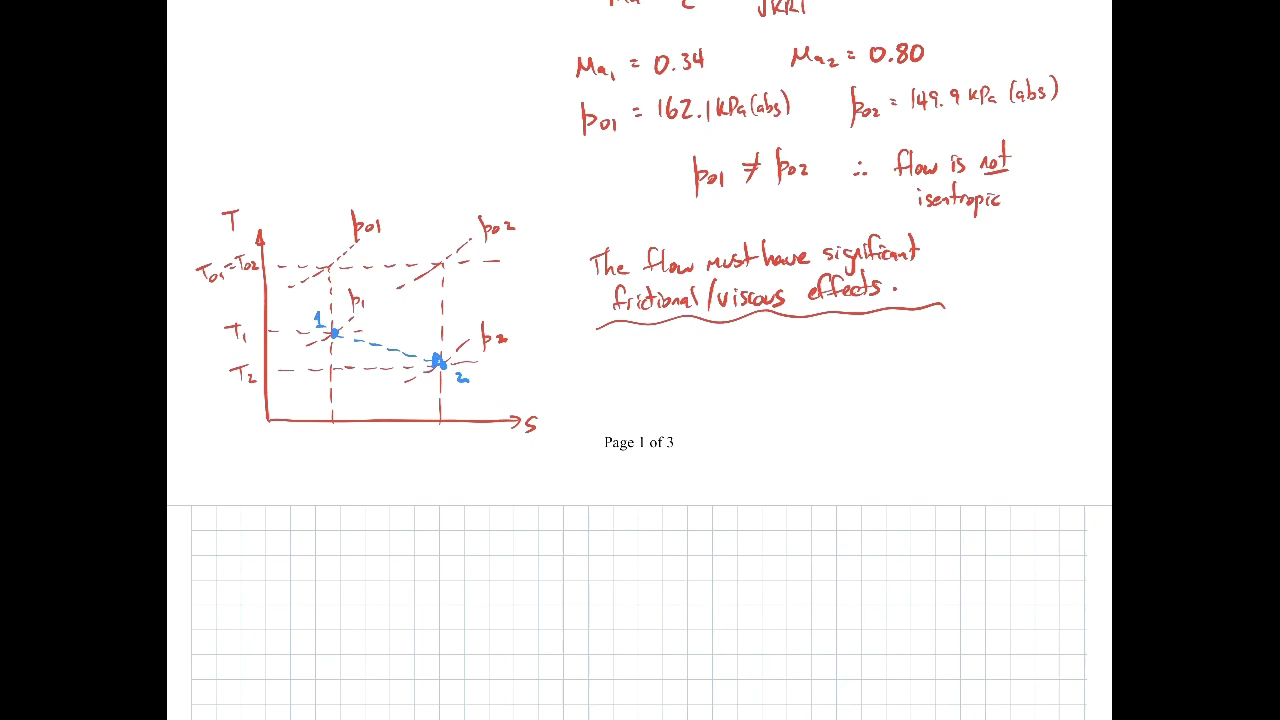 Ma c √kRT
Ma₁ = 0.34 Ma₂ = 0.80
p₀₁ = 162.1 kPa (abs) p₀₂ = 149.9 kPa (abs)
p₀₁ ≠ p₀₂ ∴ flow is not
isentropic
The flow must have significant
frictional/viscous effects.
T
p₀₁ p₀₂
T₀₁=T₀₂
p₁
1
T₁
p₂
T₂
2
S
Page 1 of 3